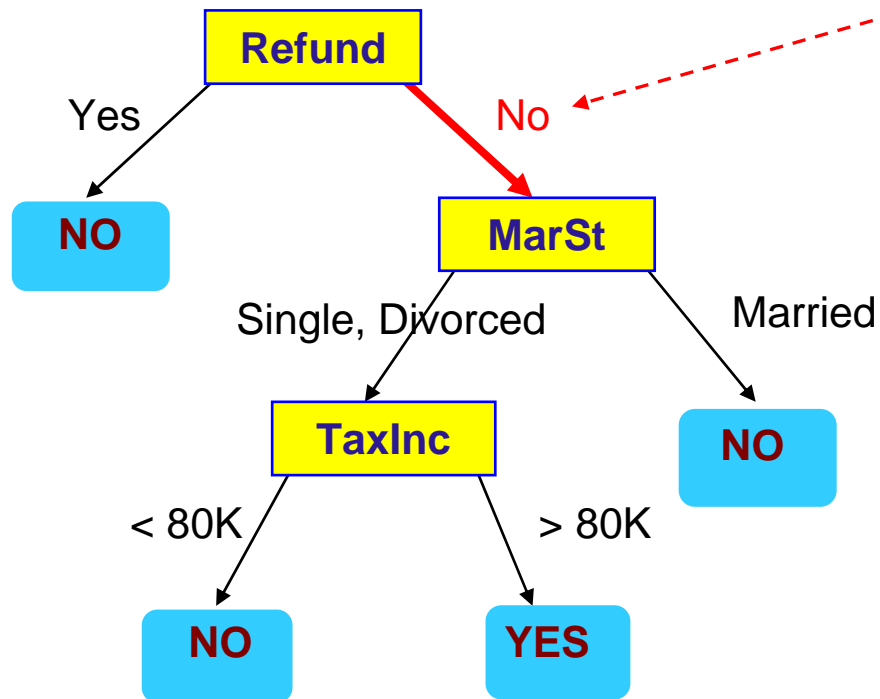 Refund
Yes
No
NO
MarSt
Single, Divorced
Married
TaxInc
NO
< 80K
> 80K
NO
YES